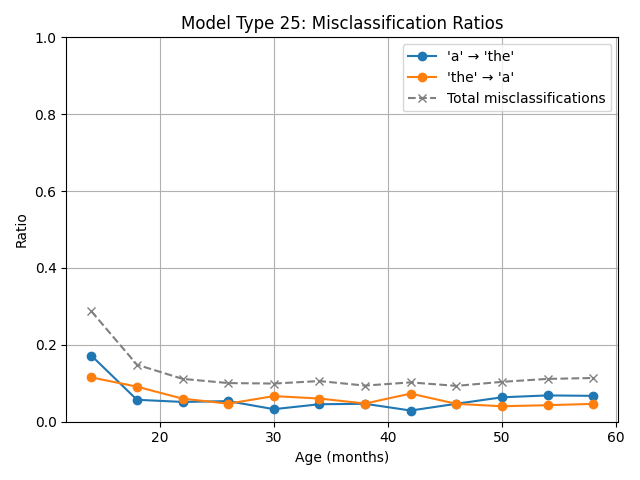 Model Type 25: Misclassification Ratios
1.0
0.8
0.6
0.4
0.2
0.0
Ratio
'a' → 'the'
'the' → 'a'
Total misclassifications
20
30
40
50
60
Age (months)